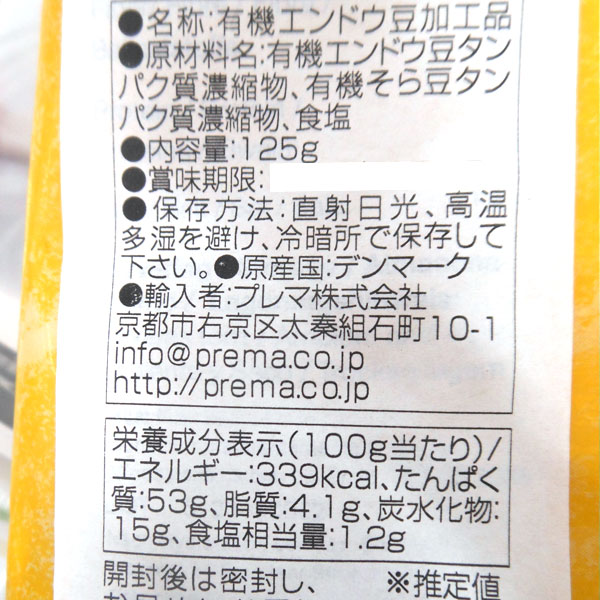 ●名称:有機エンドウ豆加工品
●原材料名:有機エンドウ豆タン
パク質濃縮物、有機そら豆タン
パク質濃縮物、食塩
●内容量:125g
●賞味期限:
●保存方法:直射日光、高温
多湿を避け、冷暗所で保存して
下さい。●原産国:デンマーク
●輸入者:プレマ株式会社
京都市右京区太秦組石町10-1
info@prema.co.jp
http://prema.co.jp
栄養成分表示(100g当たり)/
エネルギー:339kcal、たんぱく
質:53g、脂質:4.1g、炭水化物:
15g、食塩相当量:1.2g
開封後は密封し、 ※推定値